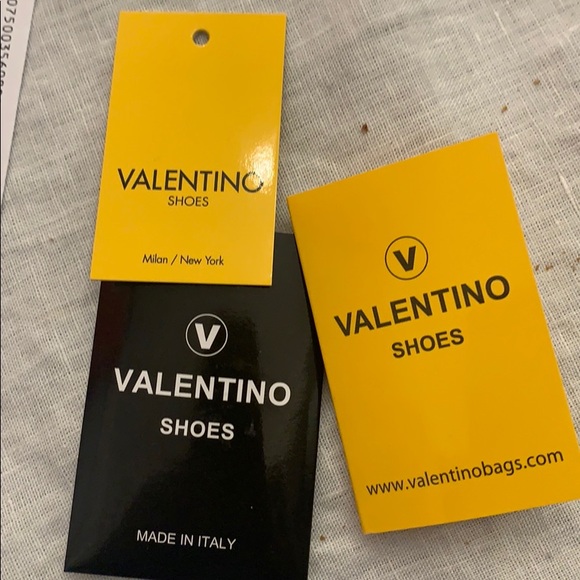 VALENTINO
SHOES
Milan / New York
V
VALENTINO
SHOES
MADE IN ITALY
V
VALENTINO
SHOES
www.valentinobags.com